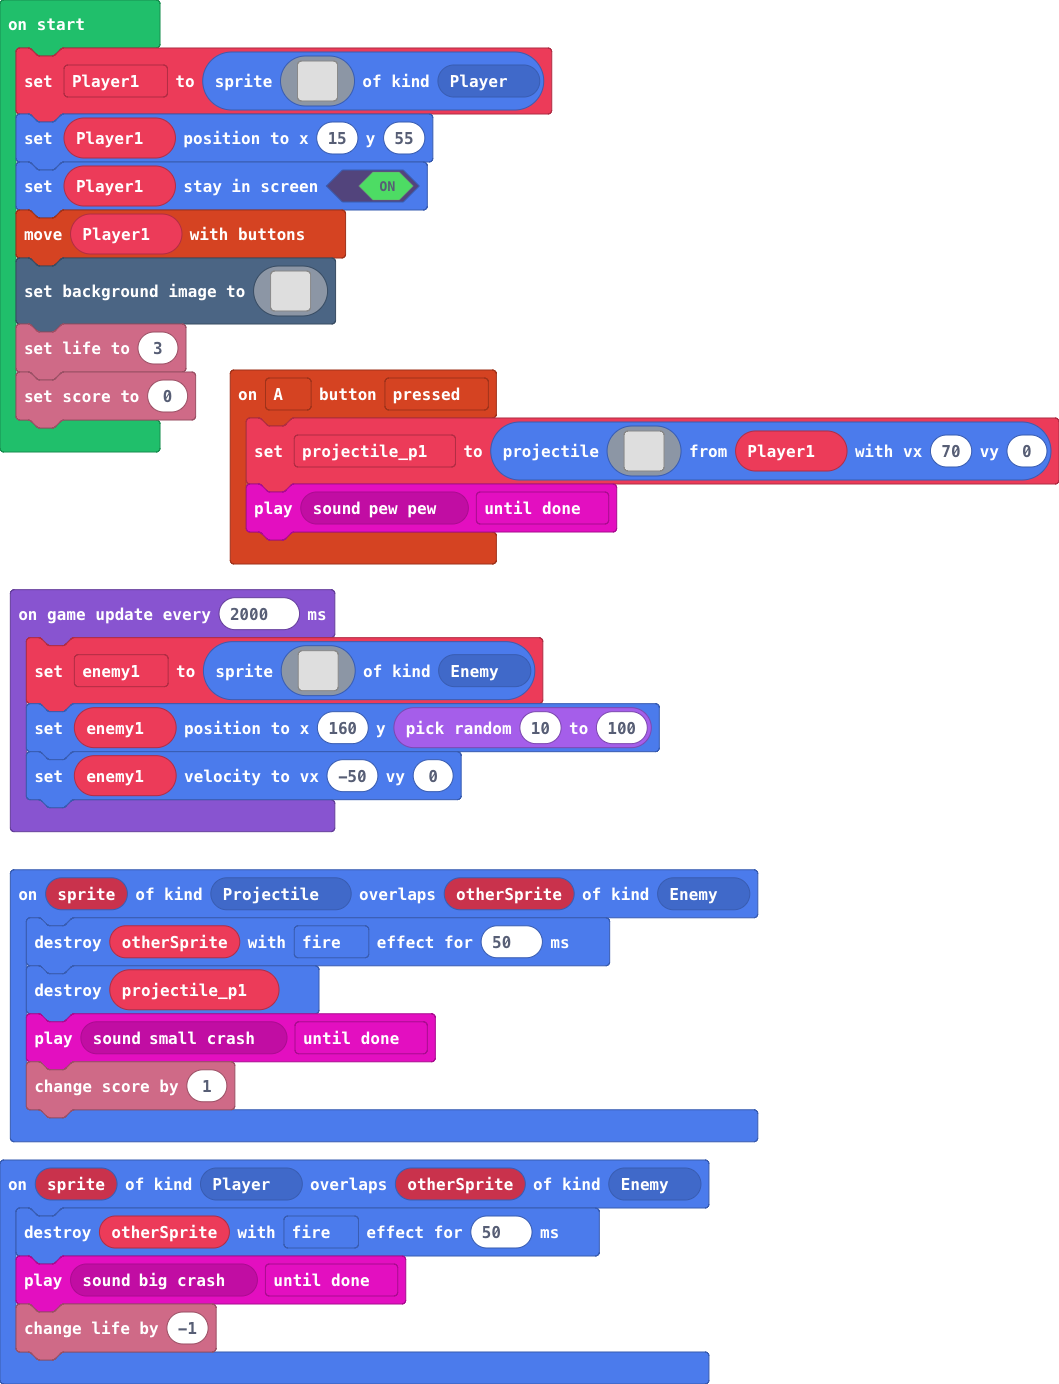 on start
set Player1 to sprite of kind Player
set Player1 position to x 15 y 55
set Player1 stay in screen ON
move Player1 with buttons
set background image to
set life to 3
set score to 0
on A button pressed
set projectile_p1 to projectile from Player1 with vx 70 vy 0
play sound pew pew until done
on game update every 2000 ms
set enemy1 to sprite of kind Enemy
set enemy1 position to x 160 y pick random 10 to 100
set enemy1 velocity to vx -50 vy 0
on sprite of kind Projectile overlaps otherSprite of kind Enemy
destroy otherSprite with fire effect for 50 ms
destroy projectile_p1
play sound small crash until done
change score by 1
on sprite of kind Player overlaps otherSprite of kind Enemy
destroy otherSprite with fire effect for 50 ms
play sound big crash until done
change life by -1